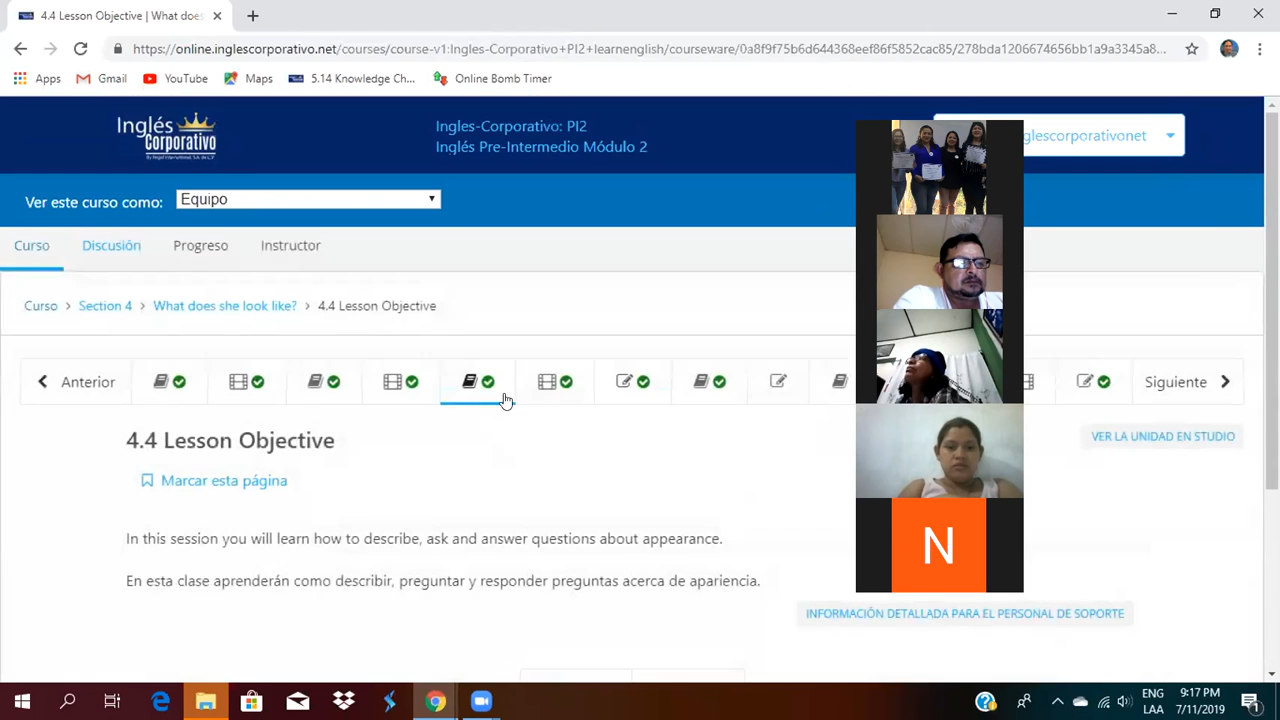 4.4 Lesson Objective | What does
https://online.inglescorporativo.net/courses/course-v1:Ingles-Corporativo+PI2+learnenglish/courseware/0a8f9f75b6d644368eef86f5852cac85/278bda1206674656bb1a9a3345a8...
Apps Gmail YouTube Maps 5.14 Knowledge Ch... Online Bomb Timer
Inglés Corporativo
Ingles-Corporativo: PI2
Inglés Pre-Intermedio Módulo 2
glescorporativonet
Ver este curso como: Equipo
Curso Discusión Progreso Instructor
Curso > Section 4 > What does she look like? > 4.4 Lesson Objective
Anterior Siguiente
4.4 Lesson Objective
VER LA UNIDAD EN STUDIO
Marcar esta página
In this session you will learn how to describe, ask and answer questions about appearance.
En esta clase aprenderán como describir, preguntar y responder preguntas acerca de apariencia.
N
INFORMACIÓN DETALLADA PARA EL PERSONAL DE SOPORTE
ENG 9:17 PM
LAA 7/11/2019
1